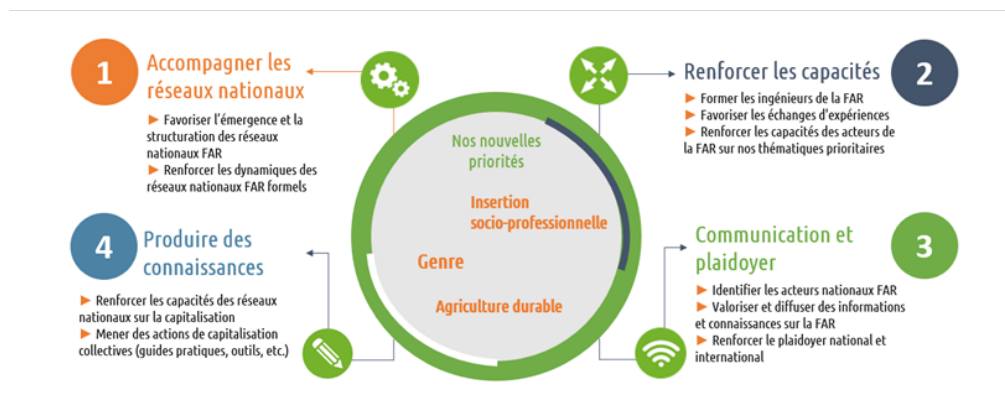 1
Accompagner les
réseaux nationaux
► Favoriser l'émergence et la
structuration des réseaux
nationaux FAR
► Renforcer les dynamiques des
réseaux nationaux FAR formels
2
Renforcer les capacités
► Former les ingénieurs de la FAR
► Favoriser les échanges d'expériences
► Renforcer les capacités des acteurs de
la FAR sur nos thématiques prioritaires
Nos nouvelles
priorités
Insertion
socio-professionnelle
Genre
Agriculture durable
4
Produire des
connaissances
► Renforcer les capacités des réseaux
nationaux sur la capitalisation
► Mener des actions de capitalisation
collectives (guides pratiques, outils, etc.)
3
Communication et
plaidoyer
► Identifier les acteurs nationaux FAR
► Valoriser et diffuser des informations
et connaissances sur la FAR
► Renforcer le plaidoyer national et
international